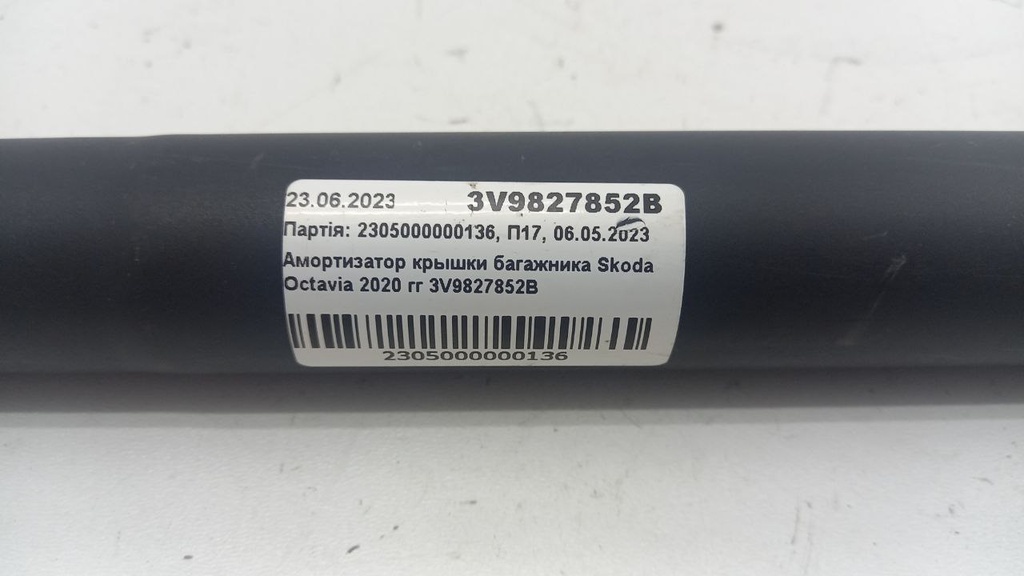 23.06.2023 3V9827852B
Партія: 2305000000136, П17, 06.05.2023
Амортизатор крышки багажника Skoda
Octavia 2020 гг 3V9827852B
2305000000136